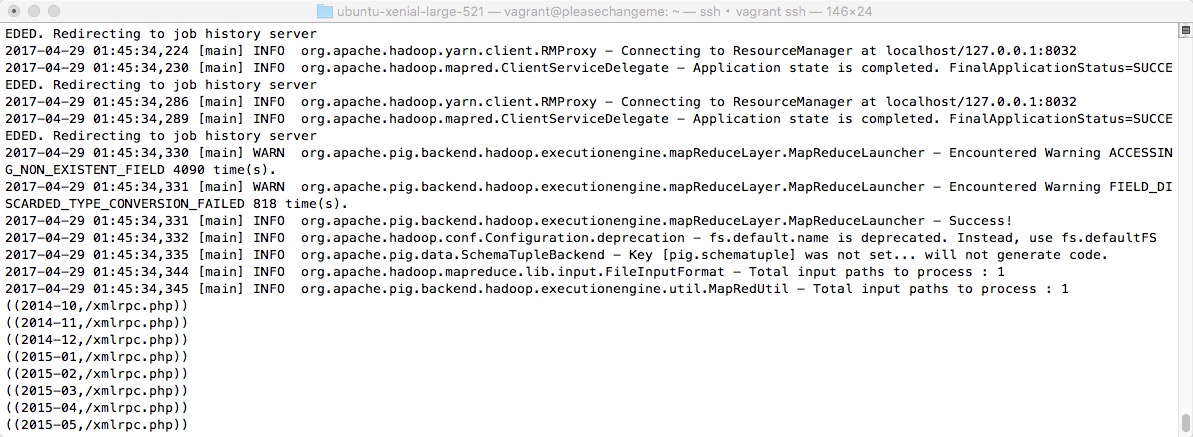 ubuntu-xenial-large-521 — vagrant@pleasechangeme: ~ — ssh ◂ vagrant ssh — 146×24
EDED. Redirecting to job history server
2017-04-29 01:45:34,224 [main] INFO  org.apache.hadoop.yarn.client.RMProxy - Connecting to ResourceManager at localhost/127.0.0.1:8032
2017-04-29 01:45:34,230 [main] INFO  org.apache.hadoop.mapred.ClientServiceDelegate - Application state is completed. FinalApplicationStatus=SUCCE
EDED. Redirecting to job history server
2017-04-29 01:45:34,286 [main] INFO  org.apache.hadoop.yarn.client.RMProxy - Connecting to ResourceManager at localhost/127.0.0.1:8032
2017-04-29 01:45:34,289 [main] INFO  org.apache.hadoop.mapred.ClientServiceDelegate - Application state is completed. FinalApplicationStatus=SUCCE
EDED. Redirecting to job history server
2017-04-29 01:45:34,330 [main] WARN  org.apache.pig.backend.hadoop.executionengine.mapReduceLayer.MapReduceLauncher - Encountered Warning ACCESSIN
G_NON_EXISTENT_FIELD 4090 time(s).
2017-04-29 01:45:34,331 [main] WARN  org.apache.pig.backend.hadoop.executionengine.mapReduceLayer.MapReduceLauncher - Encountered Warning FIELD_DI
SCARDED_TYPE_CONVERSION_FAILED 818 time(s).
2017-04-29 01:45:34,331 [main] INFO  org.apache.pig.backend.hadoop.executionengine.mapReduceLayer.MapReduceLauncher - Success!
2017-04-29 01:45:34,332 [main] INFO  org.apache.hadoop.conf.Configuration.deprecation - fs.default.name is deprecated. Instead, use fs.defaultFS
2017-04-29 01:45:34,335 [main] INFO  org.apache.pig.data.SchemaTupleBackend - Key [pig.schematuple] was not set... will not generate code.
2017-04-29 01:45:34,344 [main] INFO  org.apache.hadoop.mapreduce.lib.input.FileInputFormat - Total input paths to process : 1
2017-04-29 01:45:34,345 [main] INFO  org.apache.pig.backend.hadoop.executionengine.util.MapRedUtil - Total input paths to process : 1
((2014-10,/xmlrpc.php))
((2014-11,/xmlrpc.php))
((2014-12,/xmlrpc.php))
((2015-01,/xmlrpc.php))
((2015-02,/xmlrpc.php))
((2015-03,/xmlrpc.php))
((2015-04,/xmlrpc.php))
((2015-05,/xmlrpc.php))